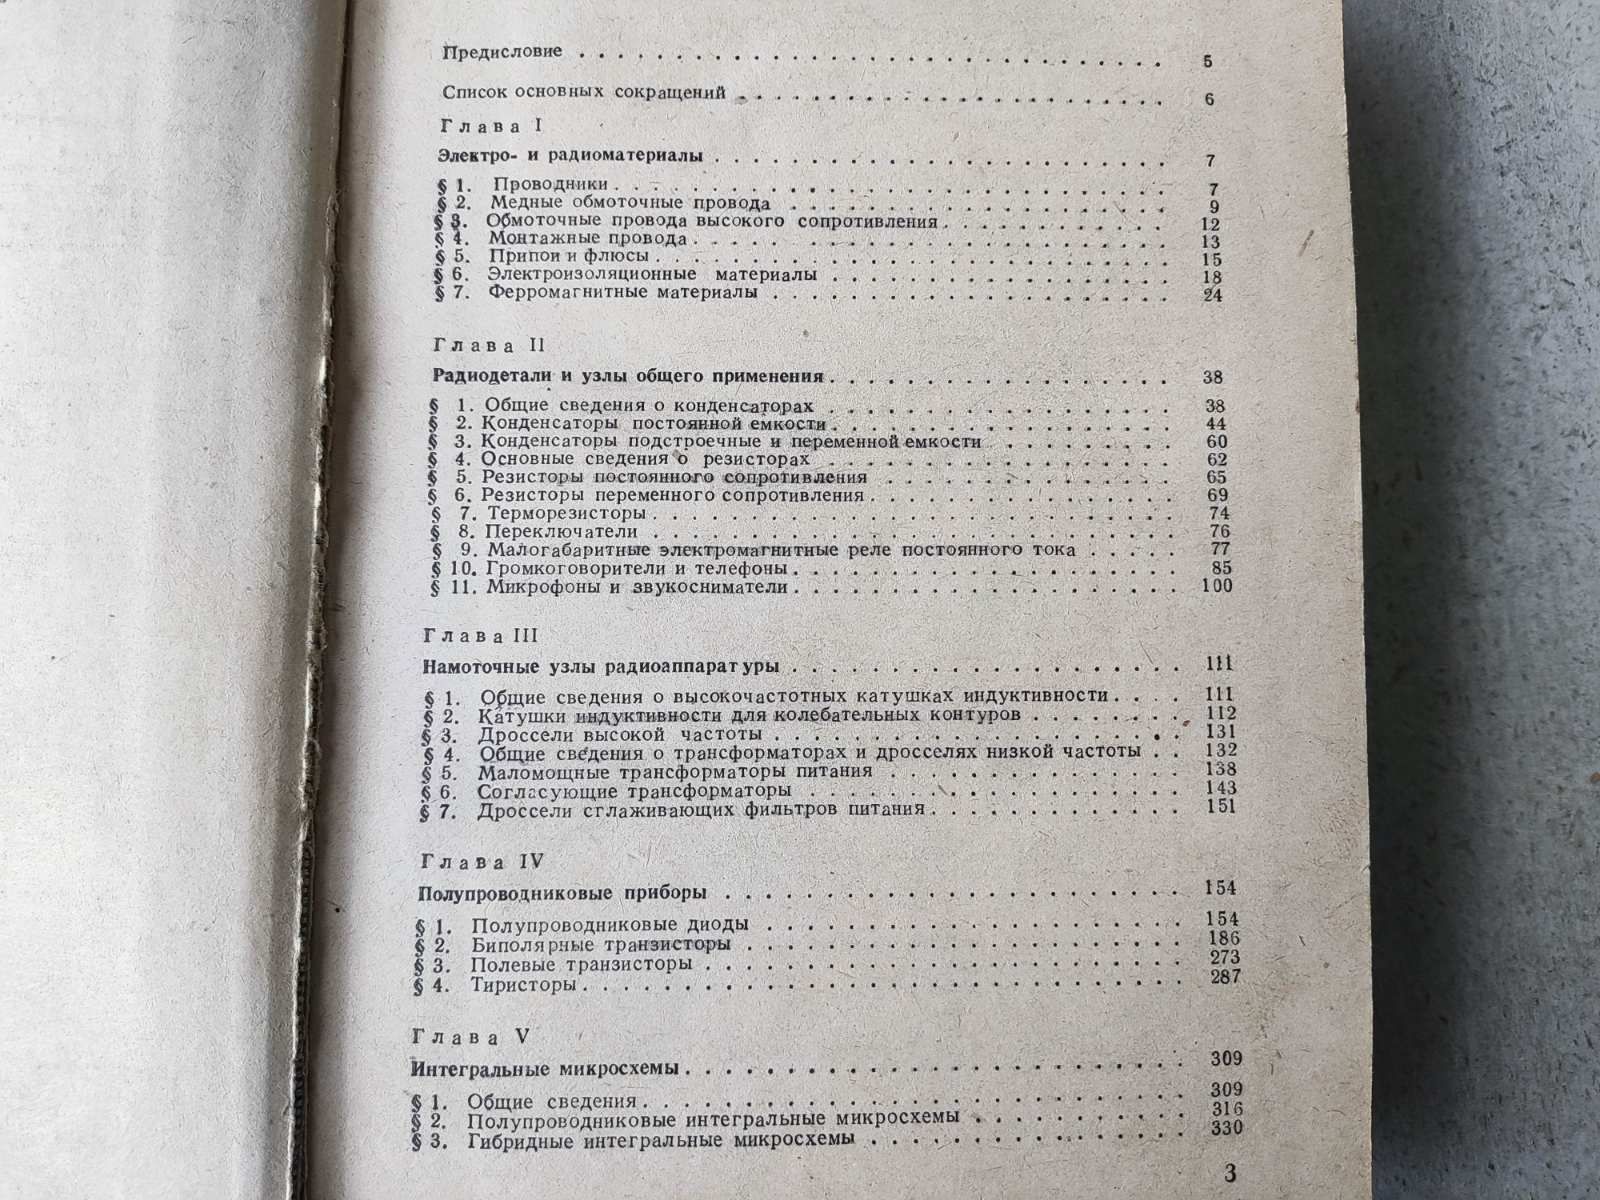 Предисловие . . . . . . . . . . . . . . . . . . . . . . . . . . . . . . 5
Список основных сокращений . . . . . . . . . . . . . . . . . . . . . . 6
Глава I
Электро- и радиоматериалы . . . . . . . . . . . . . . . . . . . . . . . 7
§ 1. Проводники . . . . . . . . . . . . . . . . . . . . . . . . . . . . 7
§ 2. Медные обмоточные провода . . . . . . . . . . . . . . . . . . . . 9
§ 3. Обмоточные провода высокого сопротивления . . . . . . . . . . . . 12
§ 4. Монтажные провода . . . . . . . . . . . . . . . . . . . . . . . . 13
§ 5. Припои и флюсы . . . . . . . . . . . . . . . . . . . . . . . . . . 15
§ 6. Электроизоляционные материалы . . . . . . . . . . . . . . . . . . 18
§ 7. Ферромагнитные материалы . . . . . . . . . . . . . . . . . . . . . 24
Глава II
Радиодетали и узлы общего применения . . . . . . . . . . . . . . . . . . 38
§ 1. Общие сведения о конденсаторах . . . . . . . . . . . . . . . . . . 38
§ 2. Конденсаторы постоянной емкости . . . . . . . . . . . . . . . . . . 44
§ 3. Конденсаторы подстроечные и переменной емкости . . . . . . . . . . 60
§ 4. Основные сведения о резисторах . . . . . . . . . . . . . . . . . . 62
§ 5. Резисторы постоянного сопротивления . . . . . . . . . . . . . . . 65
§ 6. Резисторы переменного сопротивления . . . . . . . . . . . . . . . . 69
§ 7. Терморезисторы . . . . . . . . . . . . . . . . . . . . . . . . . . 74
§ 8. Переключатели . . . . . . . . . . . . . . . . . . . . . . . . . . 76
§ 9. Малогабаритные электромагнитные реле постоянного тока . . . . . 77
§ 10. Громкоговорители и телефоны . . . . . . . . . . . . . . . . . . . . 85
§ 11. Микрофоны и звукосниматели . . . . . . . . . . . . . . . . . . . . 100
Глава III
Намоточные узлы радиоаппаратуры . . . . . . . . . . . . . . . . . . . . 111
§ 1. Общие сведения о высокочастотных катушках индуктивности . . . . 111
§ 2. Катушки индуктивности для колебательных контуров . . . . . . . . 112
§ 3. Дроссели высокой частоты . . . . . . . . . . . . . . . . . . . . . 131
§ 4. Общие сведения о трансформаторах и дросселях низкой частоты . . 132
§ 5. Маломощные трансформаторы питания . . . . . . . . . . . . . . . . 138
§ 6. Согласующие трансформаторы . . . . . . . . . . . . . . . . . . . 143
§ 7. Дроссели сглаживающих фильтров питания . . . . . . . . . . . . . 151
Глава IV
Полупроводниковые приборы . . . . . . . . . . . . . . . . . . . . . . . 154
§ 1. Полупроводниковые диоды . . . . . . . . . . . . . . . . . . . . . 154
§ 2. Биполярные транзисторы . . . . . . . . . . . . . . . . . . . . . . 186
§ 3. Полевые транзисторы . . . . . . . . . . . . . . . . . . . . . . . . 273
§ 4. Тиристоры . . . . . . . . . . . . . . . . . . . . . . . . . . . . . 287
Глава V
Интегральные микросхемы . . . . . . . . . . . . . . . . . . . . . . . . 309
§ 1. Общие сведения . . . . . . . . . . . . . . . . . . . . . . . . . . 309
§ 2. Полупроводниковые интегральные микросхемы . . . . . . . . . . . 316
§ 3. Гибридные интегральные микросхемы . . . . . . . . . . . . . . . . 330
3